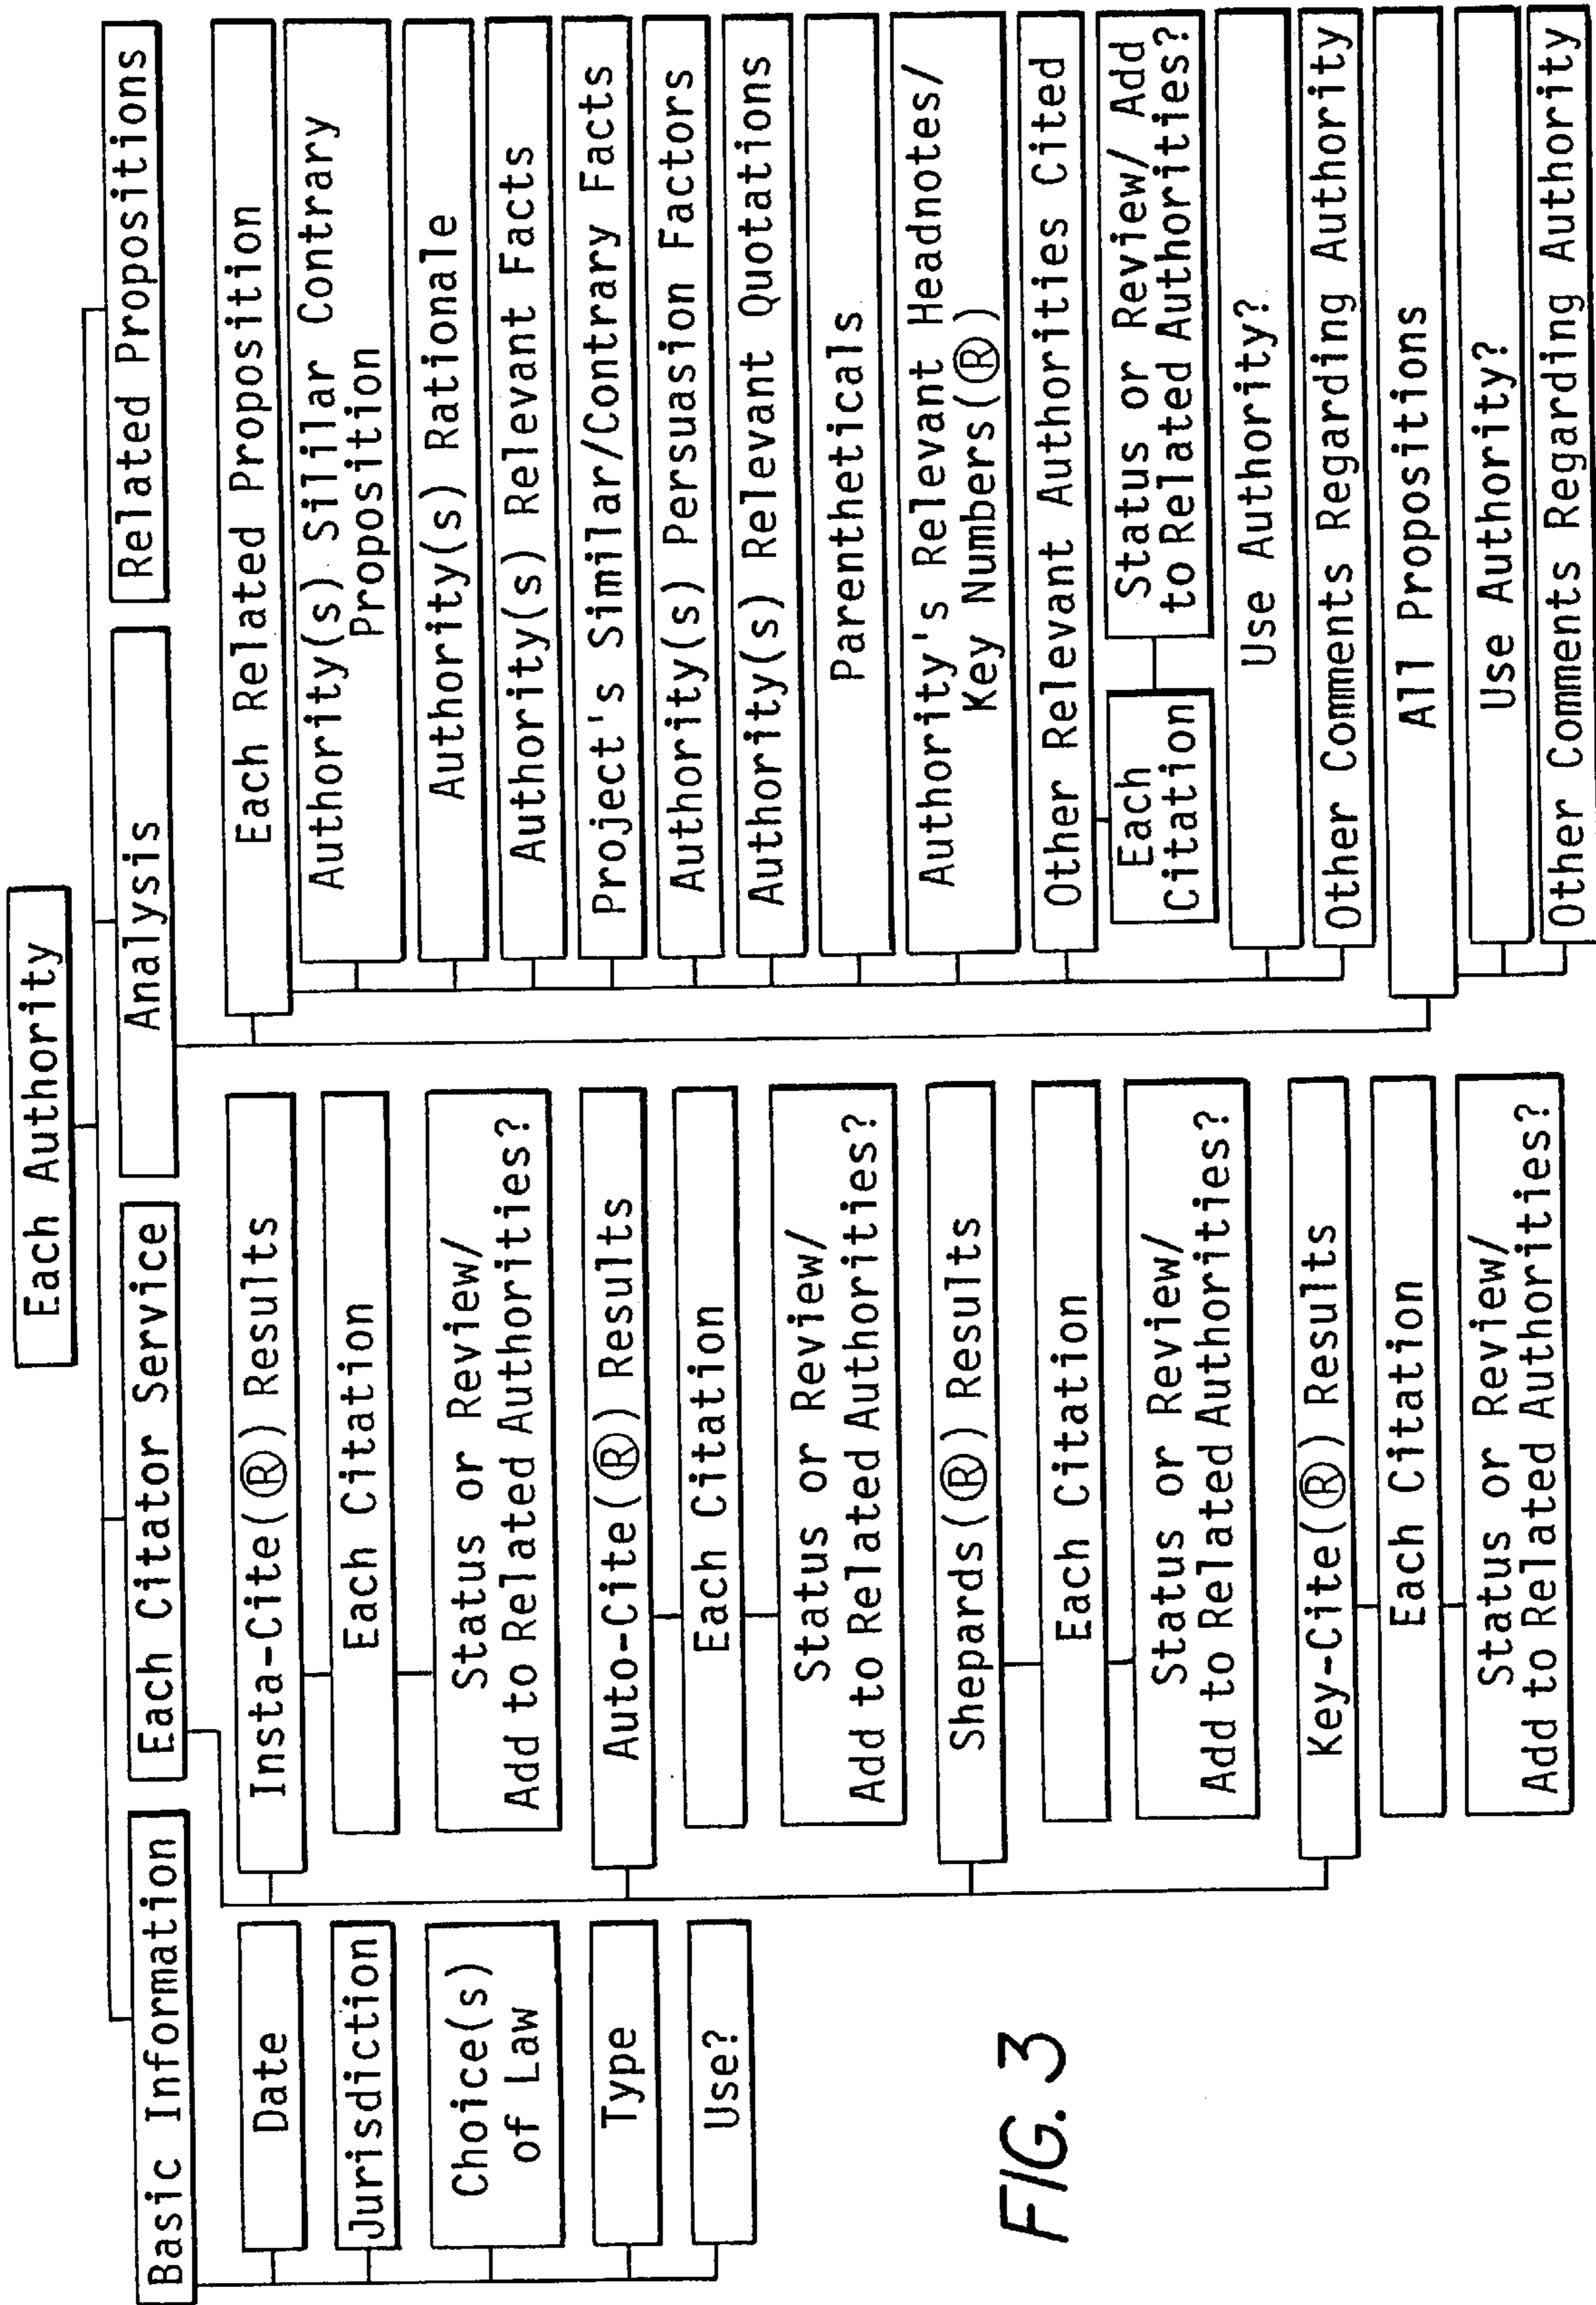 Each Authority
Basic Information
Date
Jurisdiction
Choice(s)
of Law
Type
Use?
Each Citator Service
Insta-Cite(®) Results
Each Citation
Status or Review/
Add to Related Authorities?
Auto-Cite(®) Results
Each Citation
Status or Review/
Add to Related Authorities?
Shepards(®) Results
Each Citation
Status or Review/
Add to Related Authorities?
Key-Cite(®) Results
Each Citation
Status or Review/
Add to Related Authorities?
Analysis
Each Related Proposition
Authority(s) Sililar Contrary
Proposition
Authority(s) Rationale
Authority(s) Relevant Facts
Project's Similar/Contrary Facts
Authority(s) Persuasion Factors
Authority(s) Relevant Quotations
Parentheticals
Authority's Relevant Headnotes/
Key Numbers(®)
Other Relevant Authorities Cited
Each
Citation
Status or Review/ Add
to Related Authorities?
Use Authority?
Other Comments Regarding Authority
All Propositions
Use Authority?
Other Comments Regarding Authority
Related Propositions
FIG. 3